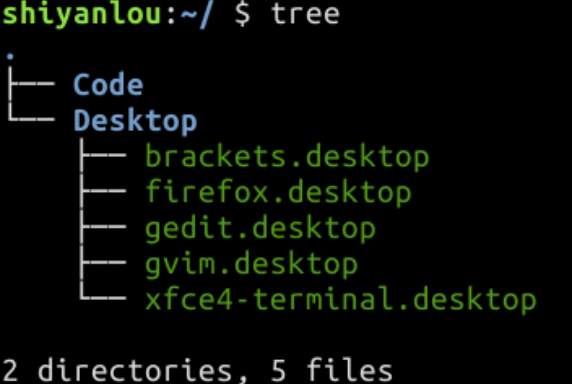 shiyanlou:~/ $ tree
.
├── Code
└── Desktop
    ├── brackets.desktop
    ├── firefox.desktop
    ├── gedit.desktop
    ├── gvim.desktop
    └── xfce4-terminal.desktop
2 directories, 5 files